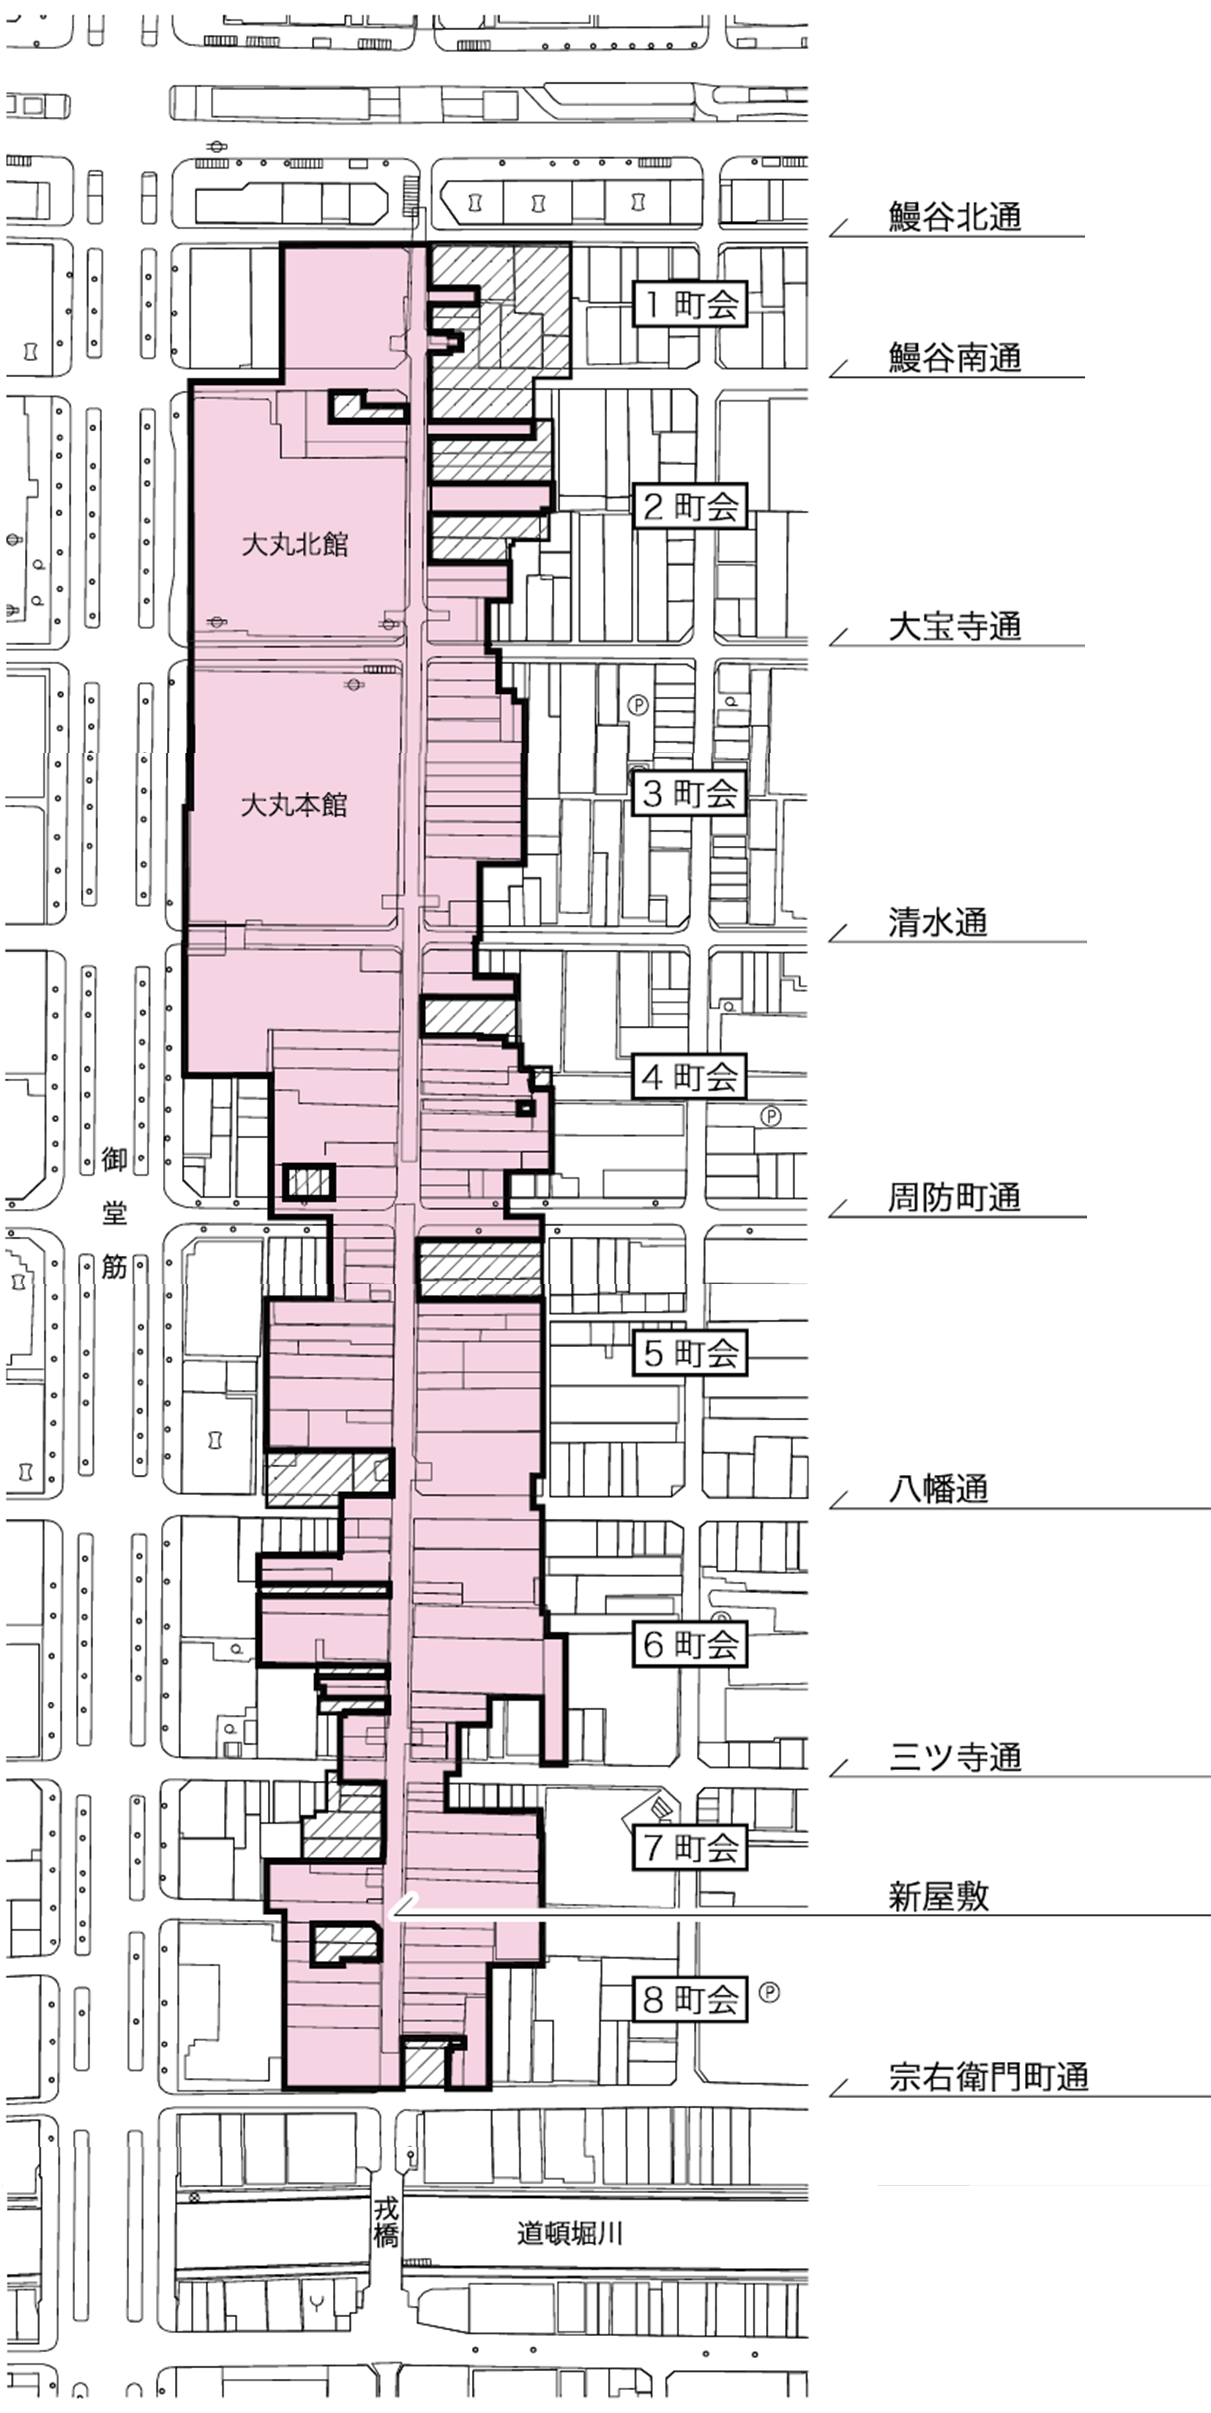 鰻谷北通
1 町会
鰻谷南通
2 町会
大丸北館
大宝寺通
P
3 町会
大丸本館
清水通
4 町会
P
御堂筋
周防町通
5 町会
八幡通
6 町会
三ツ寺通
7 町会
新屋敷
8 町会
P
宗右衛門町通
戎橋
道頓堀川